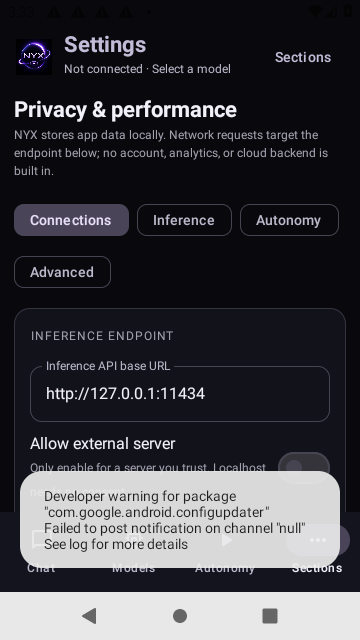 NYX
Settings
Not connected · Select a model
Sections
Privacy & performance
NYX stores app data locally. Network requests target the
endpoint below; no account, analytics, or cloud backend is
built in.
Connections
Inference
Autonomy
Advanced
INFERENCE ENDPOINT
Inference API base URL
http://127.0.0.1:11434
Allow external server
Only enable for a server you trust. Localhost
Developer warning for package
"com.google.android.configupdater"
Failed to post notification on channel "null"
See log for more details
Chat
Models
Autonomy
Sections